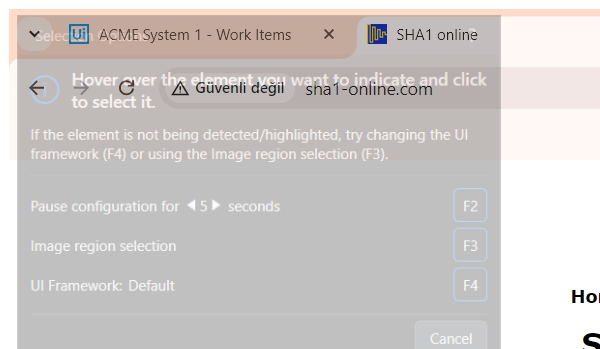 Selection Options
ACME System 1 - Work Items
SHA1 online
Hover over the element you want to indicate and click
to select it.
Güvenli değil
sha1-online.com
If the element is not being detected/highlighted, try changing the UI
framework (F4) or using the Image region selection (F3).
Pause configuration for 5 seconds
F2
Image region selection
F3
UI Framework: Default
F4
Cancel